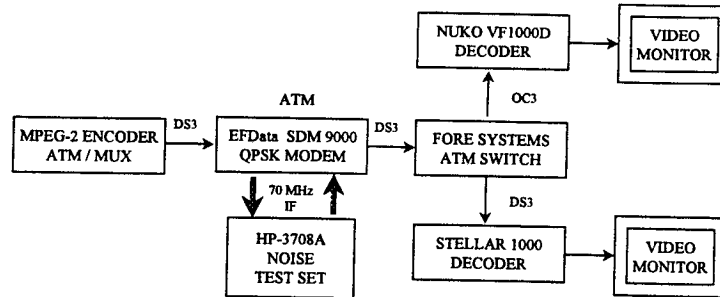 NUKO VF1000D
DECODER
VIDEO
MONITOR
ATM
OC3
MPEG-2 ENCODER
ATM / MUX
DS3
EFData SDM 9000
QPSK MODEM
DS3
FORE SYSTEMS
ATM SWITCH
70 MHz
IF
DS3
HP-3708A
NOISE
TEST SET
STELLAR 1000
DECODER
VIDEO
MONITOR